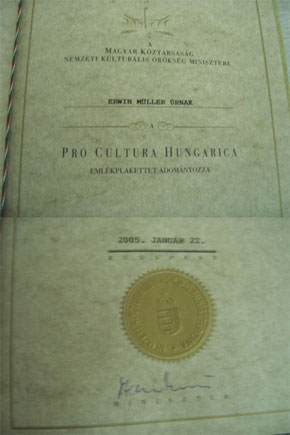 A
MAGYAR KÖZTÁRSASÁG
NEMZETI KULTURÁLIS ÖRÖKSÉG MINISZTERE
ERWIN MÜLLER ÚRNAK
A
PRO CULTURA HUNGARICA
EMLÉKPLAKETTET ADOMÁNYOZZA
2005. JANUÁR 22.
BUDAPEST
MINISZTER